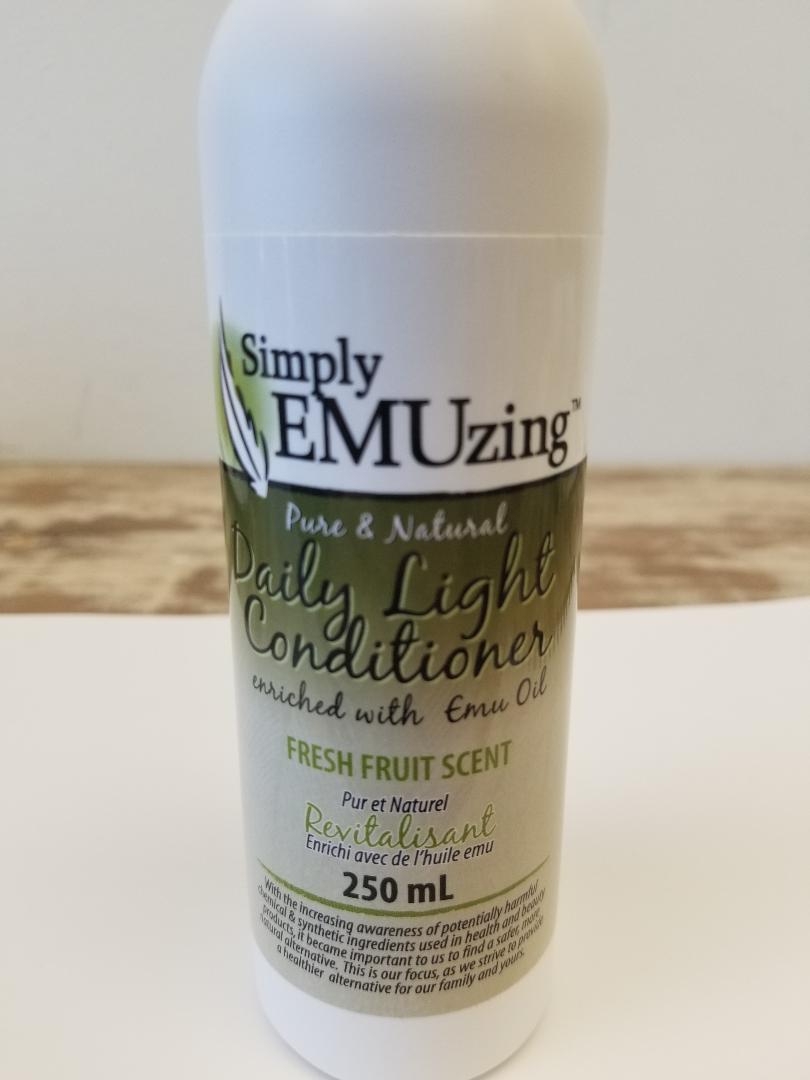 Simply
EMUzing™
Pure & Natural
Daily Light
Conditioner
enriched with Emu Oil
FRESH FRUIT SCENT
Pur et Naturel
Revitalisant
Enrichi avec de l'huile emu
250 mL
With the increasing awareness of potentially harmful
chemical & synthetic ingredients used in health and beauty
products, it became important to us to find a safer, more
natural alternative. This is our focus, as we strive to provide
a healthier alternative for our family and yours.